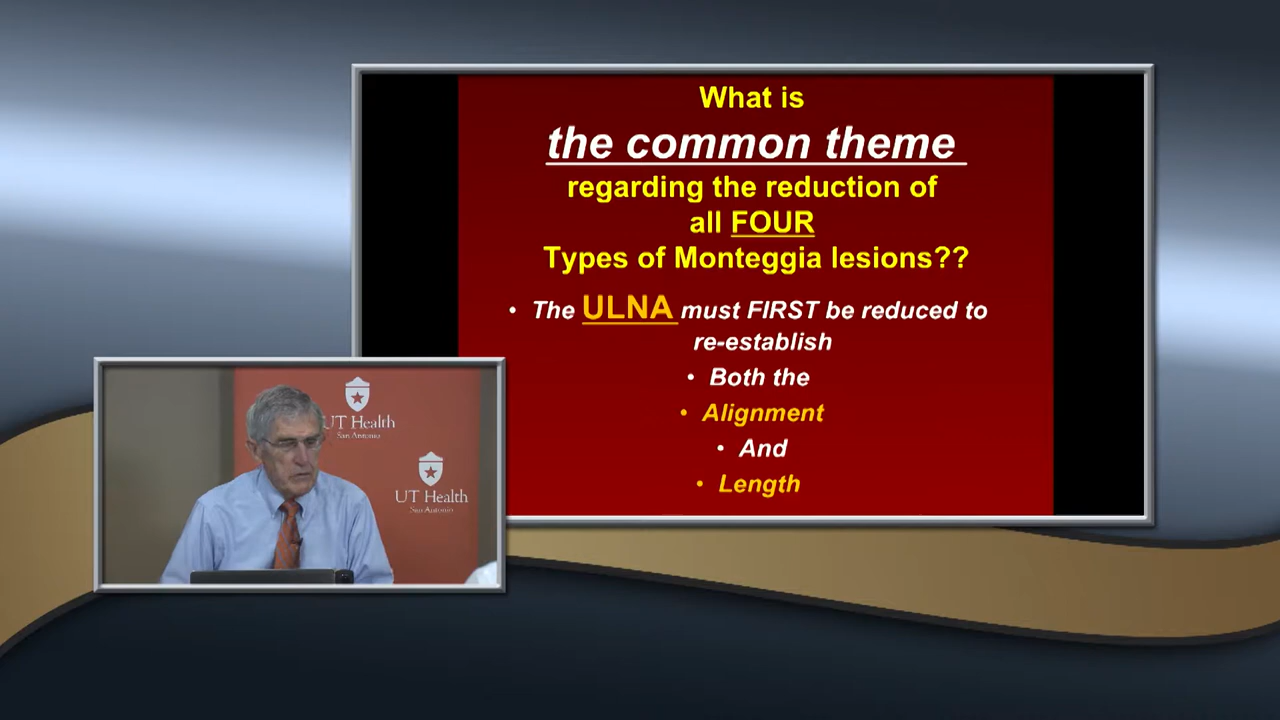 What is
the common theme
regarding the reduction of
all FOUR
Types of Monteggia lesions??
• The ULNA must FIRST be reduced to
re-establish
• Both the
• Alignment
• And
• Length
UT Health
San Antonio
UT Health
San Antonio